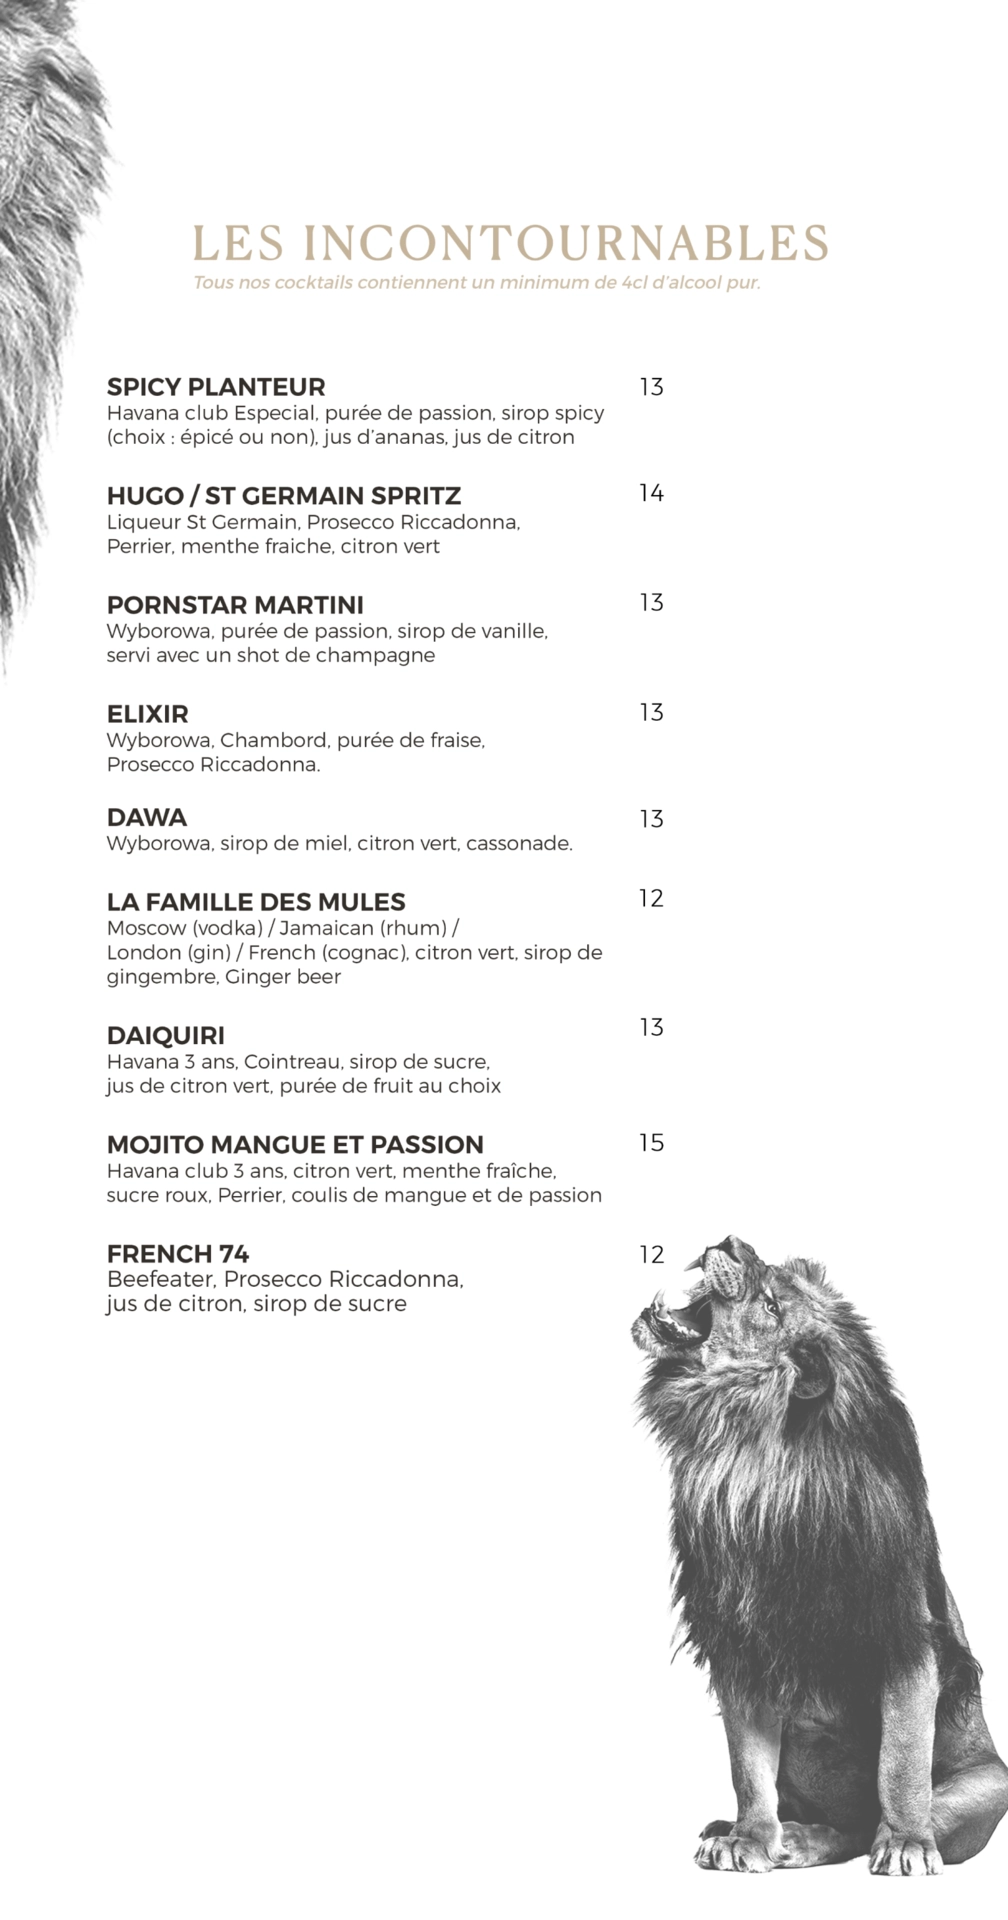 LES INCONTOURNABLES
Tous nos cocktails contiennent un minimum de 4cl d'alcool pur.
SPICY PLANTEUR 13
Havana club Especial, purée de passion, sirop spicy
(choix : épicé ou non), jus d'ananas, jus de citron
HUGO / ST GERMAIN SPRITZ 14
Liqueur St Germain, Prosecco Riccadonna,
Perrier, menthe fraiche, citron vert
PORNSTAR MARTINI 13
Wyborowa, purée de passion, sirop de vanille,
servi avec un shot de champagne
ELIXIR 13
Wyborowa, Chambord, purée de fraise,
Prosecco Riccadonna.
DAWA 13
Wyborowa, sirop de miel, citron vert, cassonade.
LA FAMILLE DES MULES 12
Moscow (vodka) / Jamaican (rhum) /
London (gin) / French (cognac), citron vert, sirop de
gingembre, Ginger beer
DAIQUIRI 13
Havana 3 ans, Cointreau, sirop de sucre,
jus de citron vert, purée de fruit au choix
MOJITO MANGUE ET PASSION 15
Havana club 3 ans, citron vert, menthe fraîche,
sucre roux, Perrier, coulis de mangue et de passion
FRENCH 74 12
Beefeater, Prosecco Riccadonna,
jus de citron, sirop de sucre